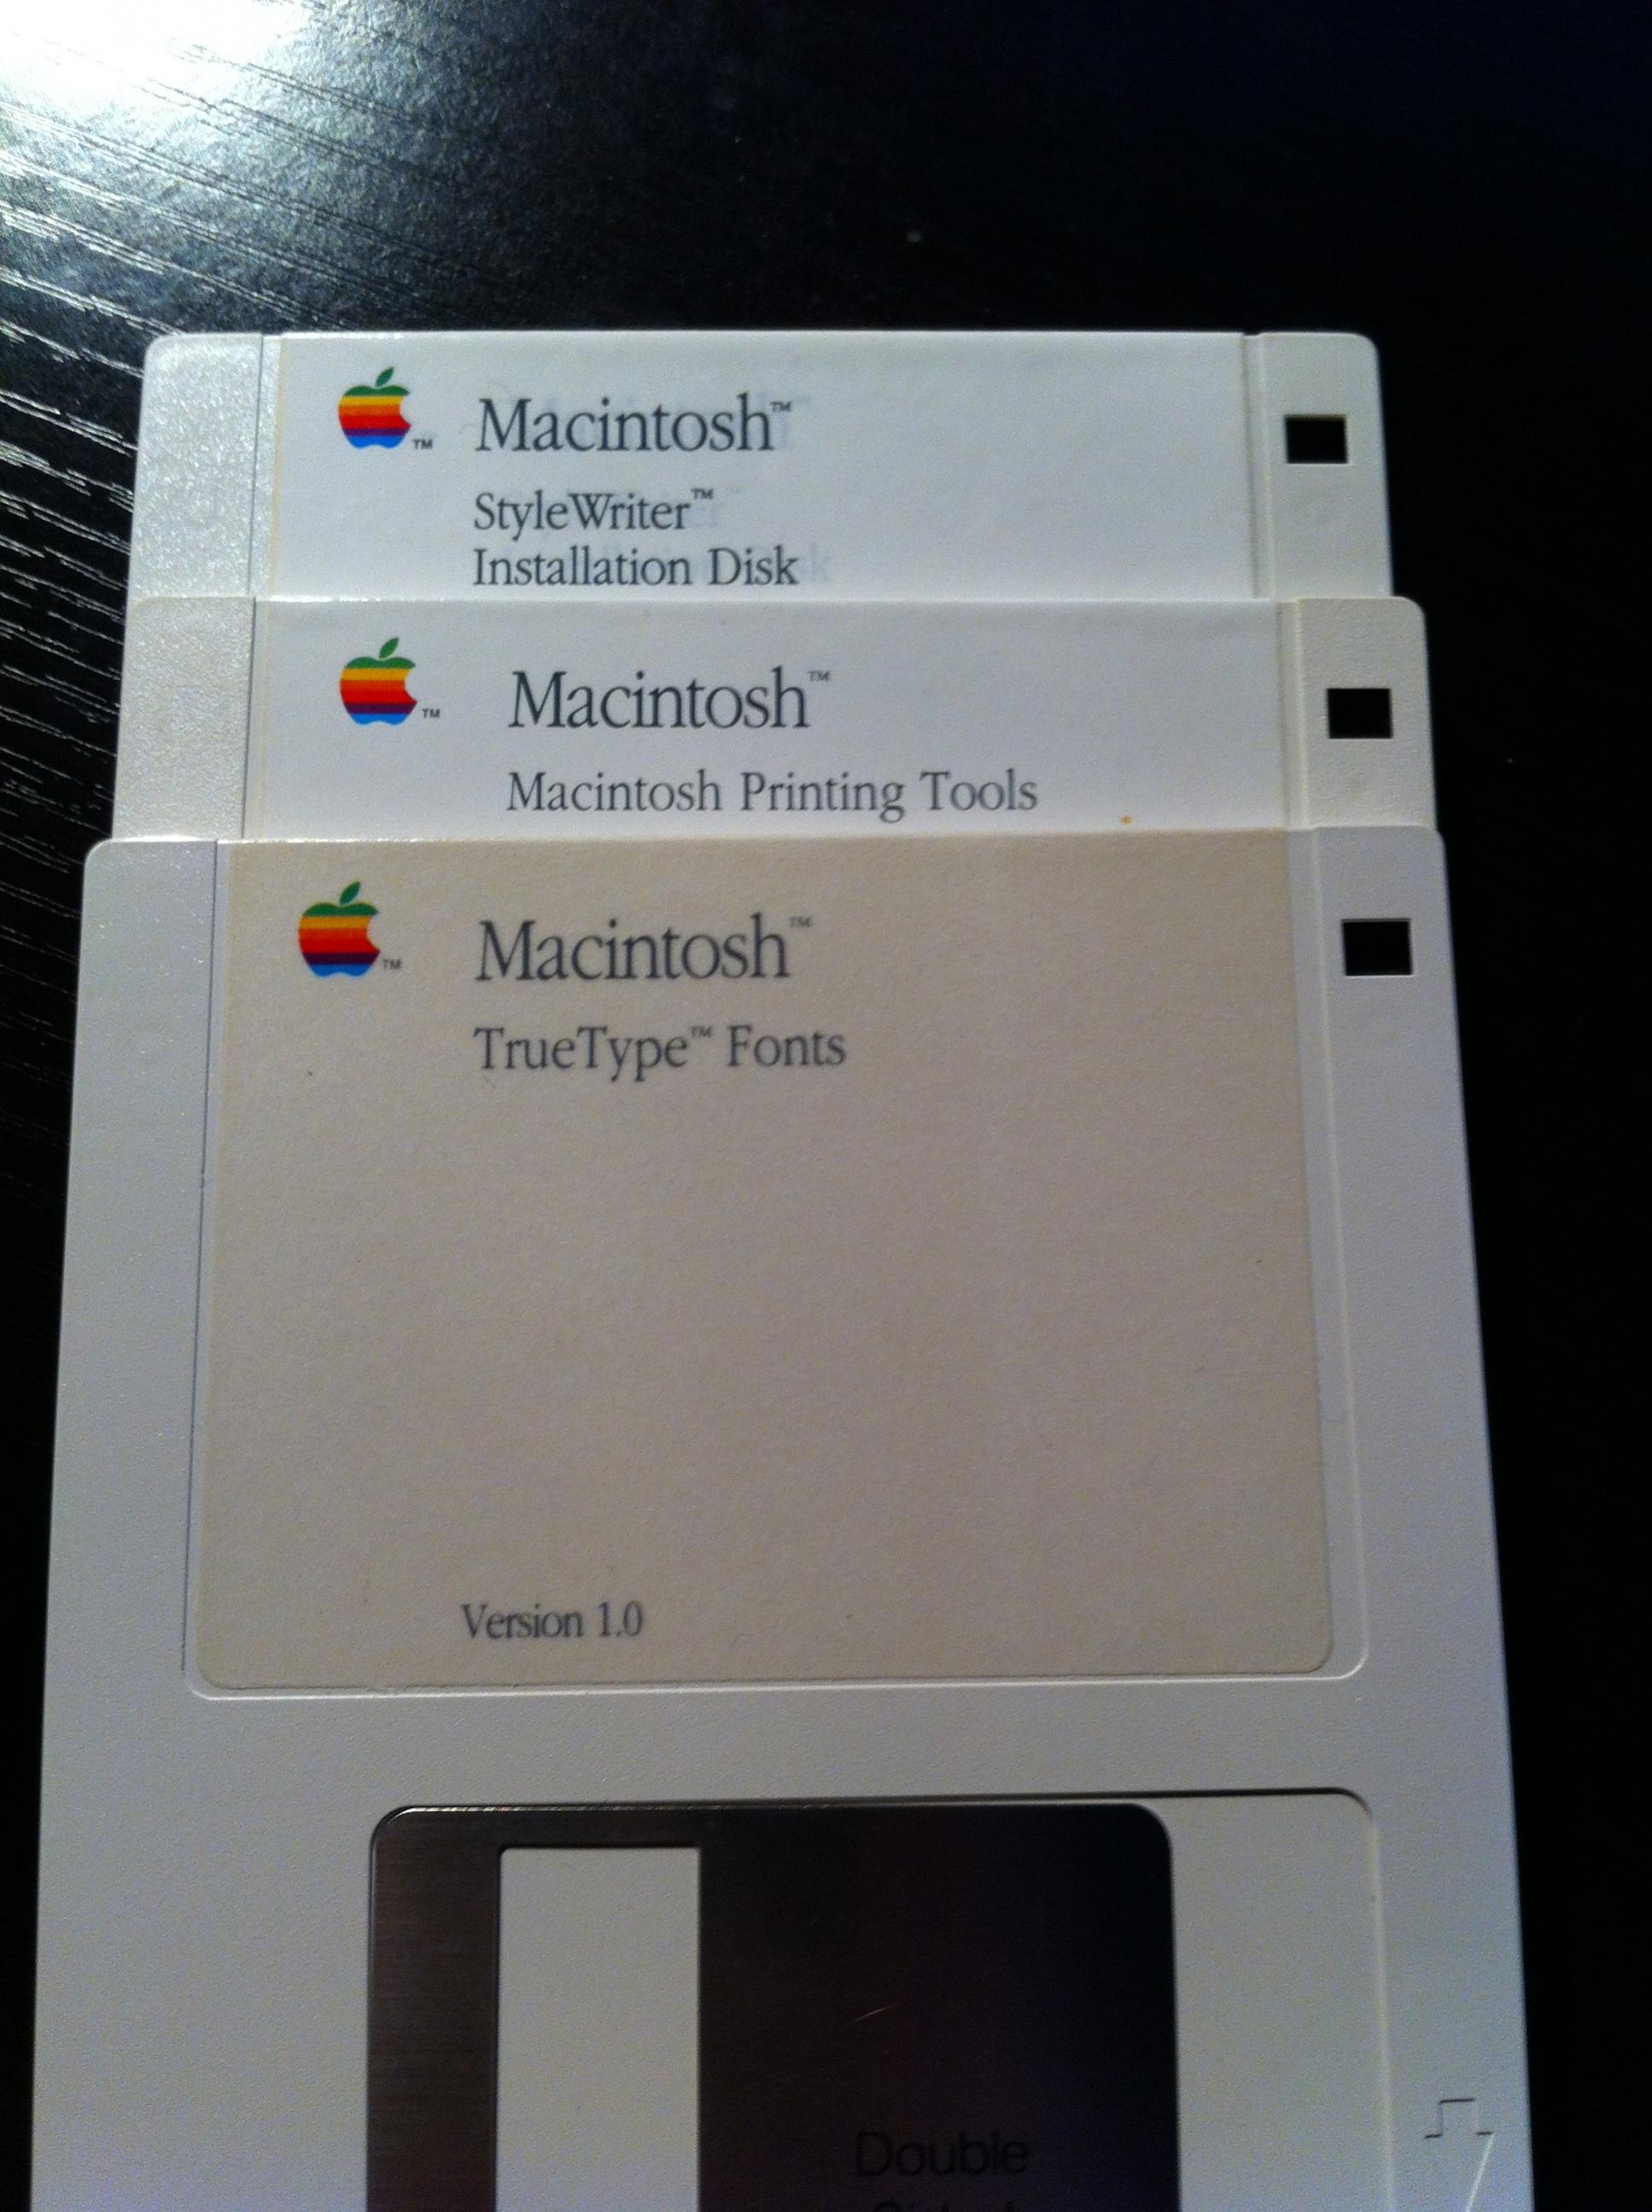 Macintosh™
StyleWriter™
Installation Disk
Macintosh™
Macintosh Printing Tools
Macintosh™
TrueType™ Fonts
Version 1.0
Double